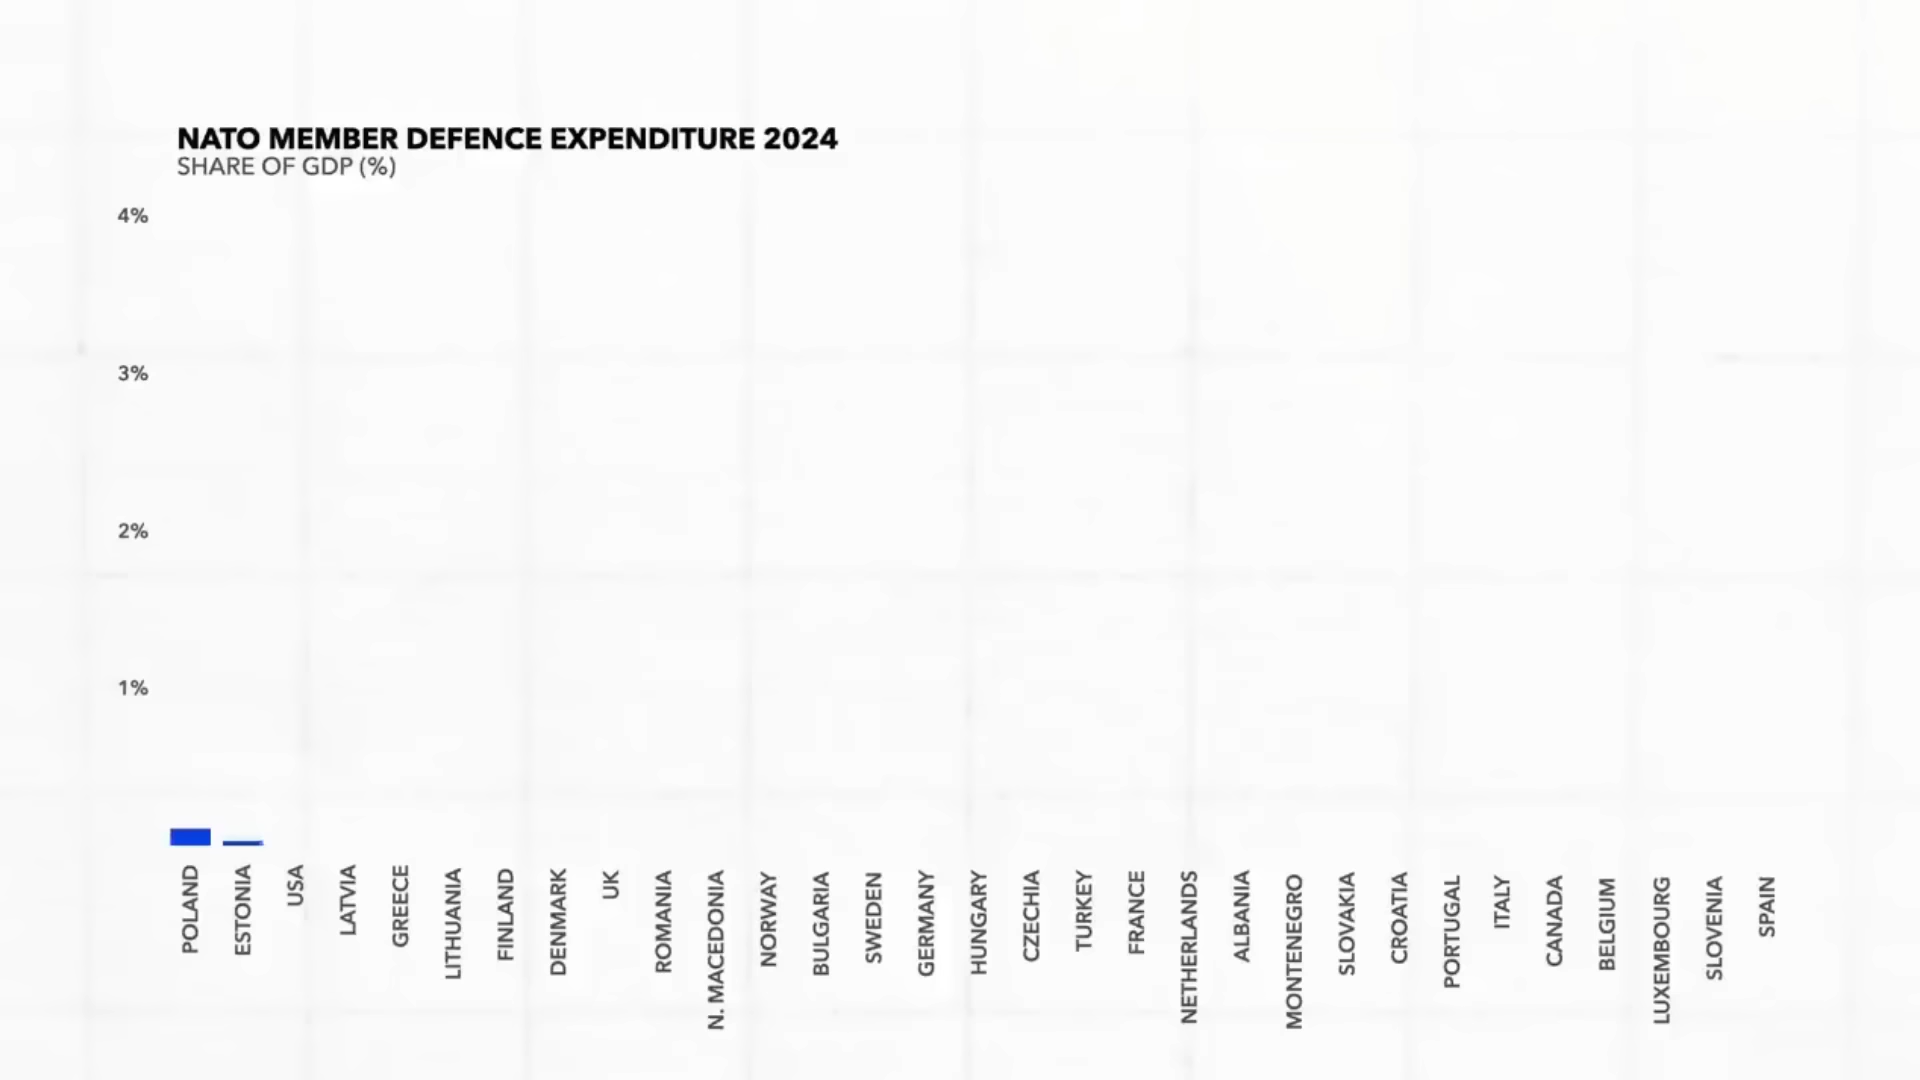 NATO MEMBER DEFENCE EXPENDITURE 2024
SHARE OF GDP (%)
4%
3%
2%
1%
POLAND
ESTONIA
USA
LATVIA
GREECE
LITHUANIA
FINLAND
DENMARK
UK
ROMANIA
N. MACEDONIA
NORWAY
BULGARIA
SWEDEN
GERMANY
HUNGARY
CZECHIA
TURKEY
FRANCE
NETHERLANDS
ALBANIA
MONTENEGRO
SLOVAKIA
CROATIA
PORTUGAL
ITALY
CANADA
BELGIUM
LUXEMBOURG
SLOVENIA
SPAIN